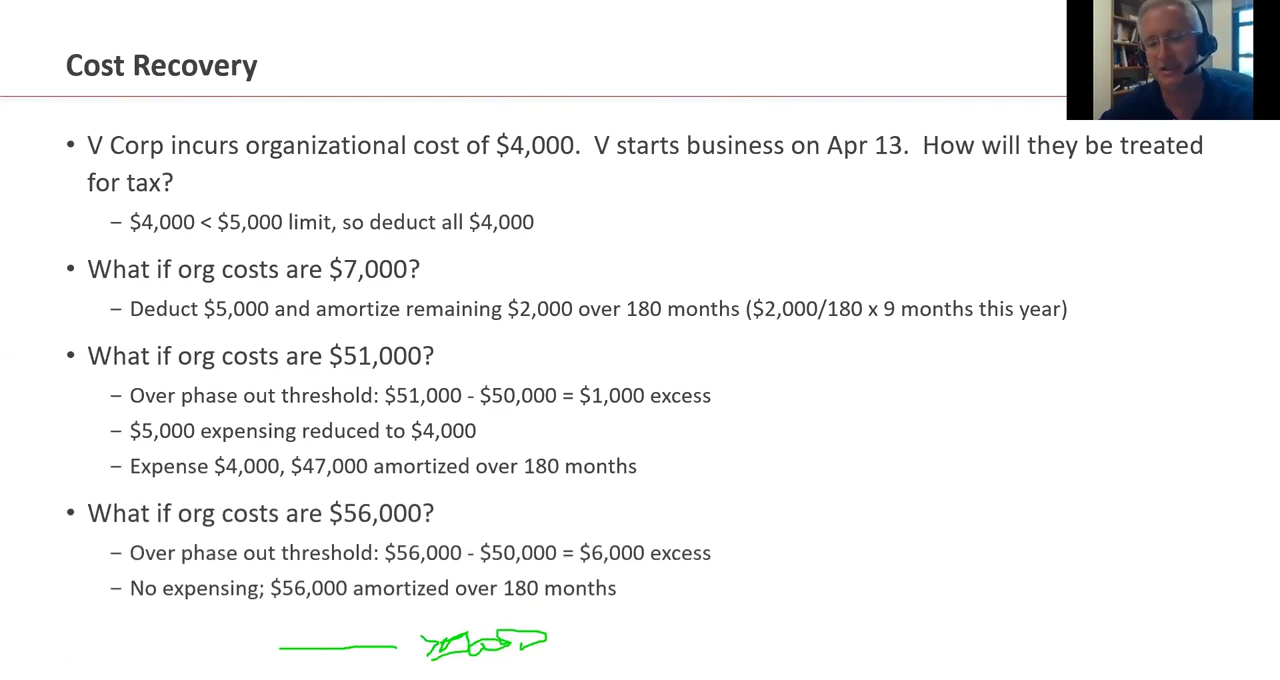 Cost Recovery
• V Corp incurs organizational cost of $4,000.  V starts business on Apr 13.  How will they be treated
for tax?
– $4,000 < $5,000 limit, so deduct all $4,000
• What if org costs are $7,000?
– Deduct $5,000 and amortize remaining $2,000 over 180 months ($2,000/180 x 9 months this year)
• What if org costs are $51,000?
– Over phase out threshold: $51,000 - $50,000 = $1,000 excess
– $5,000 expensing reduced to $4,000
– Expense $4,000, $47,000 amortized over 180 months
• What if org costs are $56,000?
– Over phase out threshold: $56,000 - $50,000 = $6,000 excess
– No expensing; $56,000 amortized over 180 months